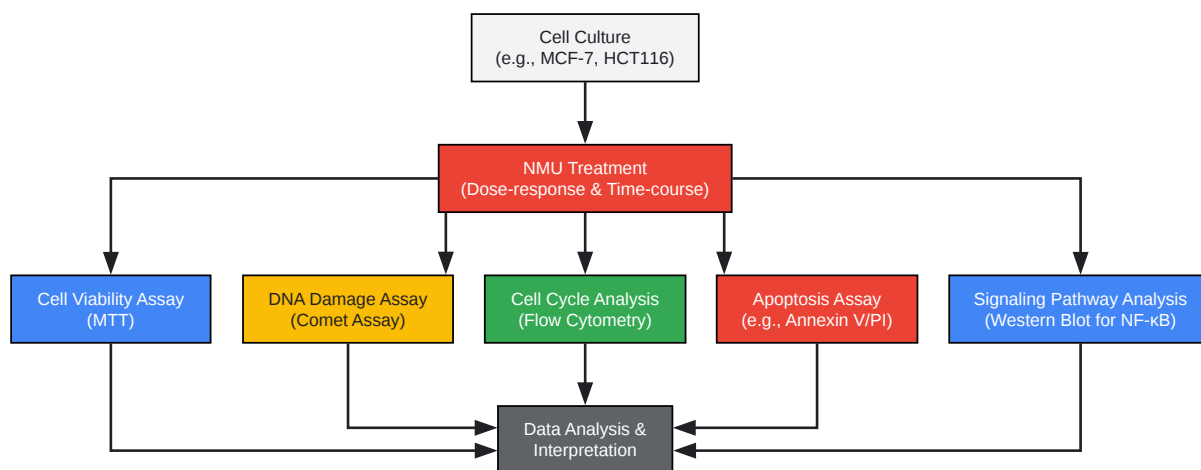 Cell Culture
(e.g., MCF-7, HCT116)
NMU Treatment
(Dose-response & Time-course)
Cell Viability Assay
(MTT)
DNA Damage Assay
(Comet Assay)
Cell Cycle Analysis
(Flow Cytometry)
Apoptosis Assay
(e.g., Annexin V/PI)
Signaling Pathway Analysis
(Western Blot for NF-κB)
Data Analysis &
Interpretation